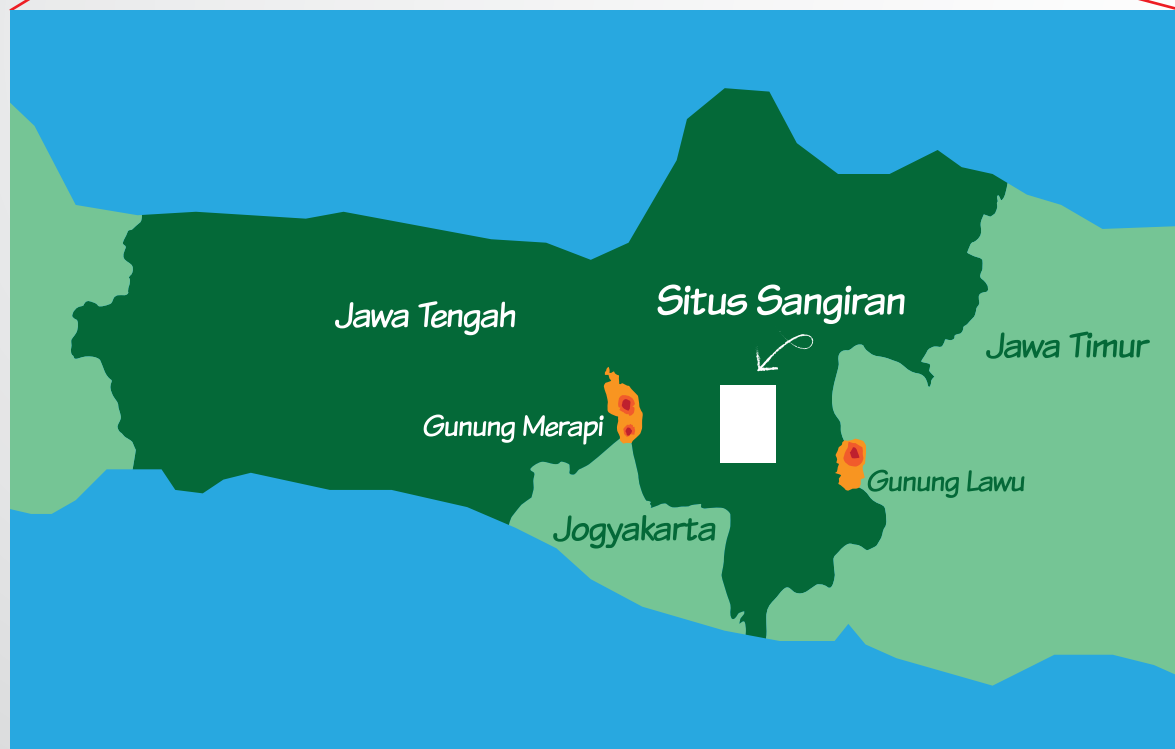 Situs Sangiran
Jawa Tengah
Jawa Timur
Gunung Merapi
Gunung Lawu
Jogyakarta